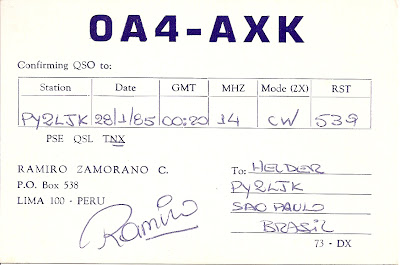 OA4-AXK
Confirming QSO to:
Station Date GMT MHZ Mode (2X) RST
PY2LJK 28/1/85 00:20 14 CW 539
PSE QSL TNX
RAMIRO ZAMORANO C.
P.O. Box 538
LIMA 100 - PERU
Ramiro
To: HELDER
PY2LJK
SAO PAULO
BRASIL
73 - DX